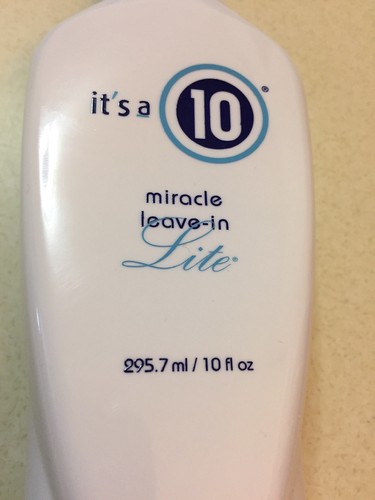 it's a 10®
miracle
leave-in
Lite
295.7 ml / 10 fl oz